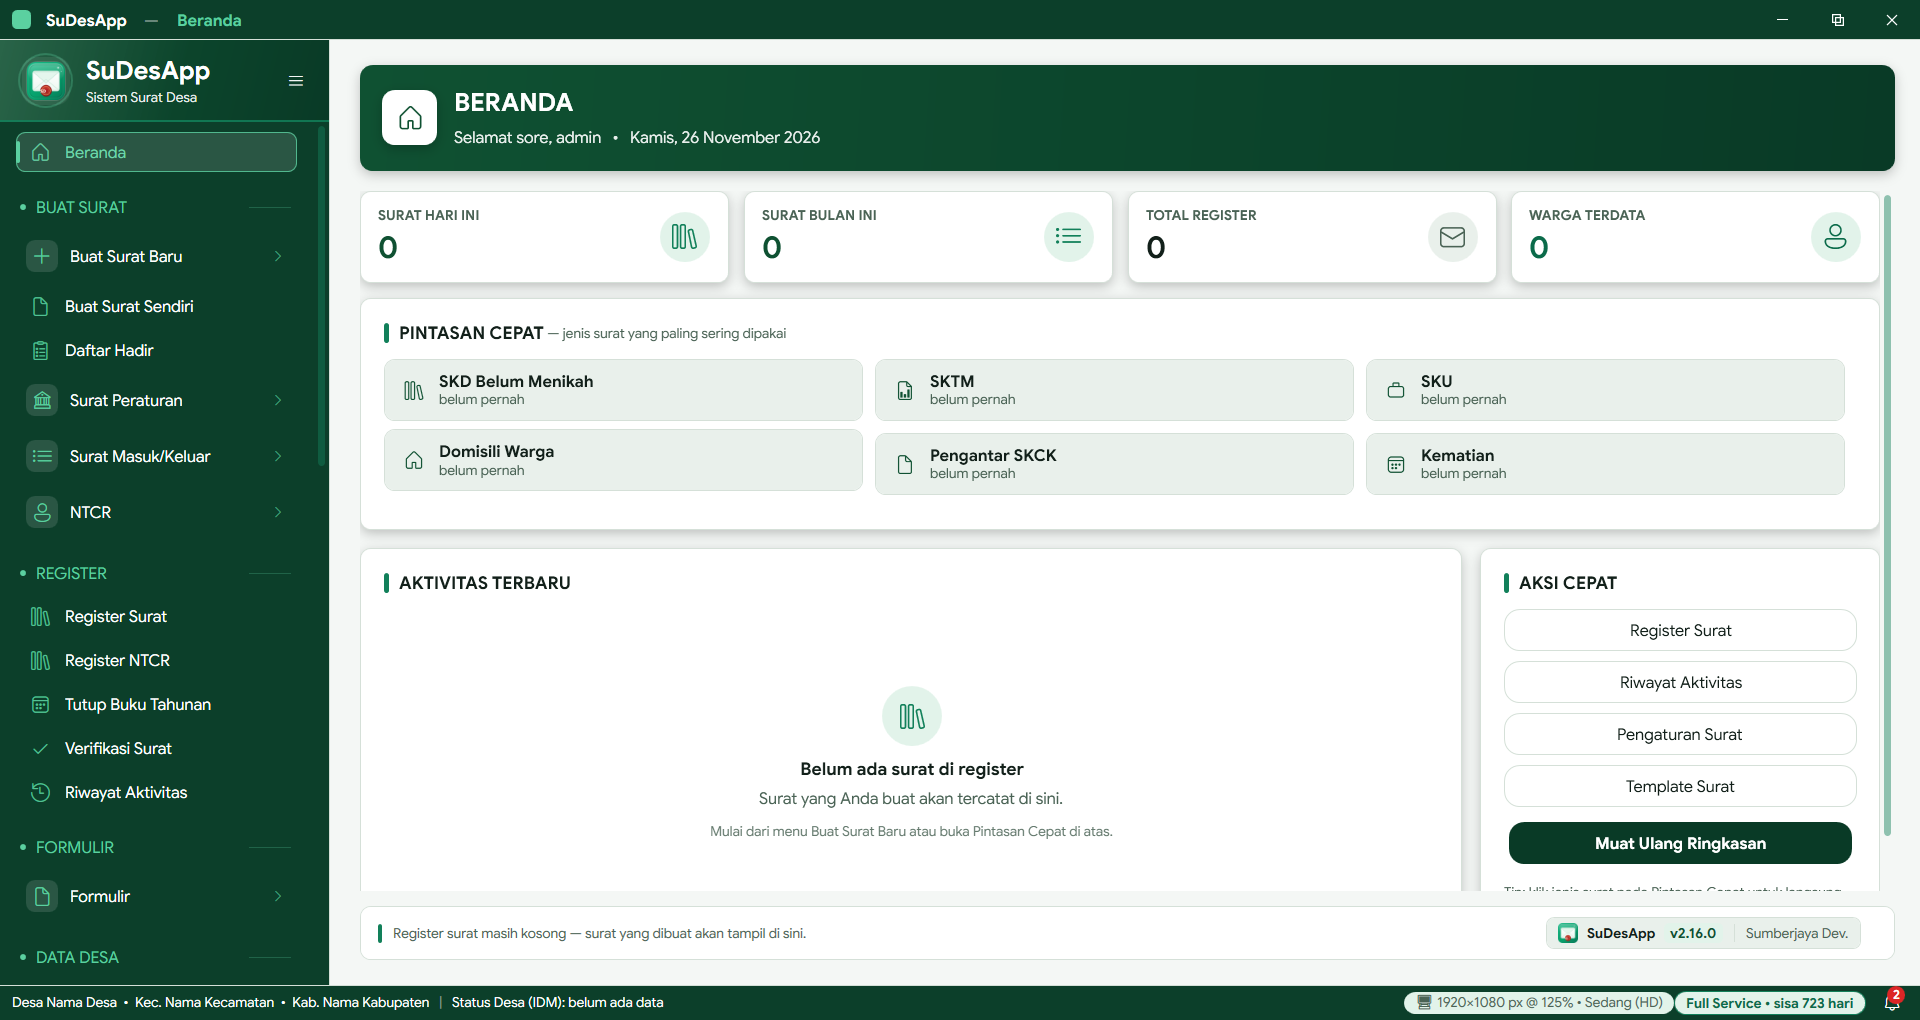 SuDesApp — Beranda
SuDesApp
Sistem Surat Desa
Beranda
• BUAT SURAT
Buat Surat Baru
Buat Surat Sendiri
Daftar Hadir
Surat Peraturan
Surat Masuk/Keluar
NTCR
• REGISTER
Register Surat
Register NTCR
Tutup Buku Tahunan
Verifikasi Surat
Riwayat Aktivitas
• FORMULIR
Formulir
• DATA DESA
BERANDA
Selamat sore, admin • Kamis, 26 November 2026
SURAT HARI INI
0
SURAT BULAN INI
0
TOTAL REGISTER
0
WARGA TERDATA
0
PINTASAN CEPAT — jenis surat yang paling sering dipakai
SKD Belum Menikah
belum pernah
SKTM
belum pernah
SKU
belum pernah
Domisili Warga
belum pernah
Pengantar SKCK
belum pernah
Kematian
belum pernah
AKTIVITAS TERBARU
Belum ada surat di register
Surat yang Anda buat akan tercatat di sini.
Mulai dari menu Buat Surat Baru atau buka Pintasan Cepat di atas.
AKSI CEPAT
Register Surat
Riwayat Aktivitas
Pengaturan Surat
Template Surat
Muat Ulang Ringkasan
Tip: klik jenis surat pada Pintasan Cepat untuk langsung
Register surat masih kosong — surat yang dibuat akan tampil di sini.
SuDesApp v2.16.0 Sumberjaya Dev.
Desa Nama Desa • Kec. Nama Kecamatan • Kab. Nama Kabupaten | Status Desa (IDM): belum ada data
1920×1080 px @ 125% • Sedang (HD)
Full Service • sisa 723 hari
2